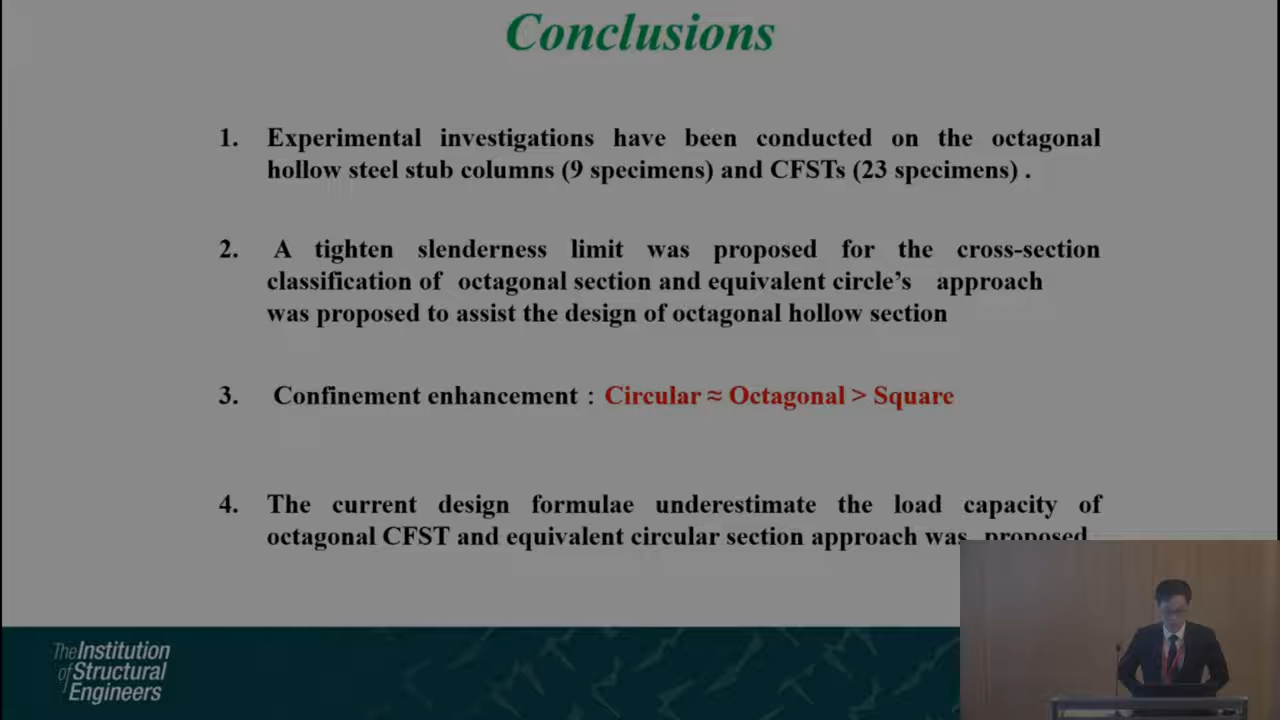 Conclusions
1. Experimental investigations have been conducted on the octagonal
hollow steel stub columns (9 specimens) and CFSTs (23 specimens) .
2. A tighten slenderness limit was proposed for the cross-section
classification of octagonal section and equivalent circle’s approach
was proposed to assist the design of octagonal hollow section
3. Confinement enhancement : Circular ≈ Octagonal > Square
4. The current design formulae underestimate the load capacity of
octagonal CFST and equivalent circular section approach was proposed
The Institution
of Structural
Engineers